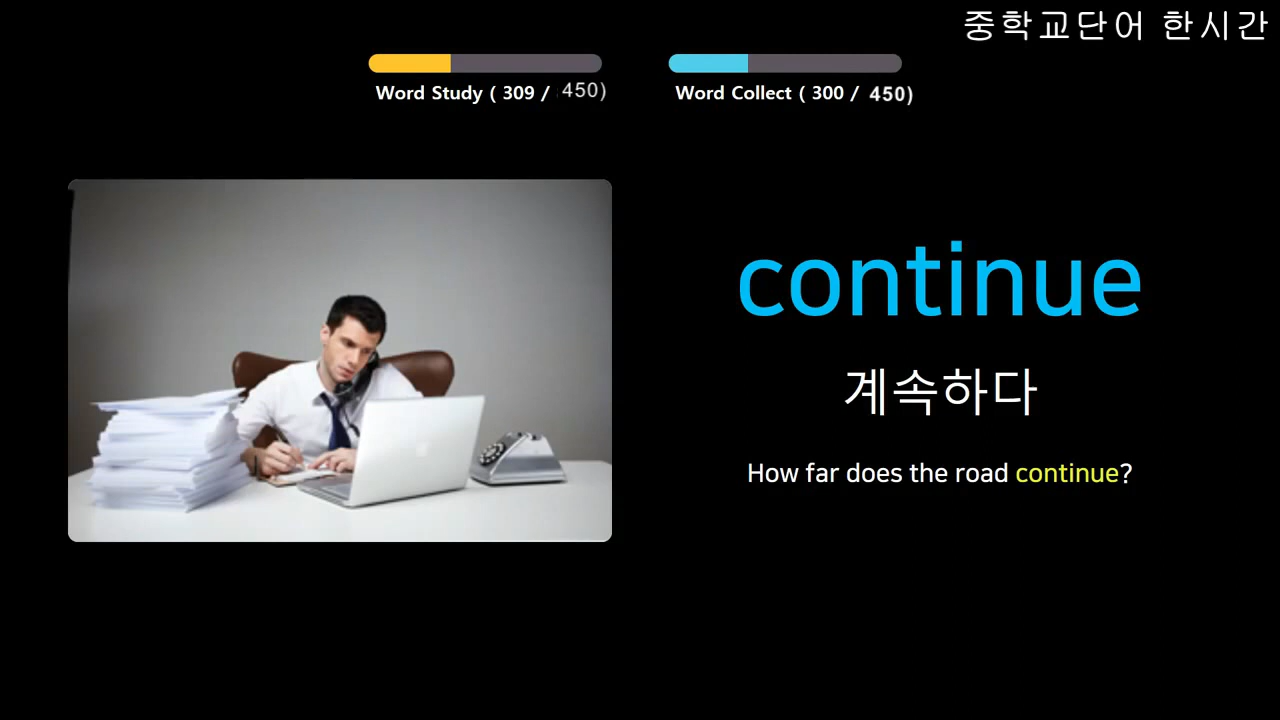 중학교단어 한시간
Word Study ( 309 / 450)
Word Collect ( 300 / 450)
continue
계속하다
How far does the road continue?